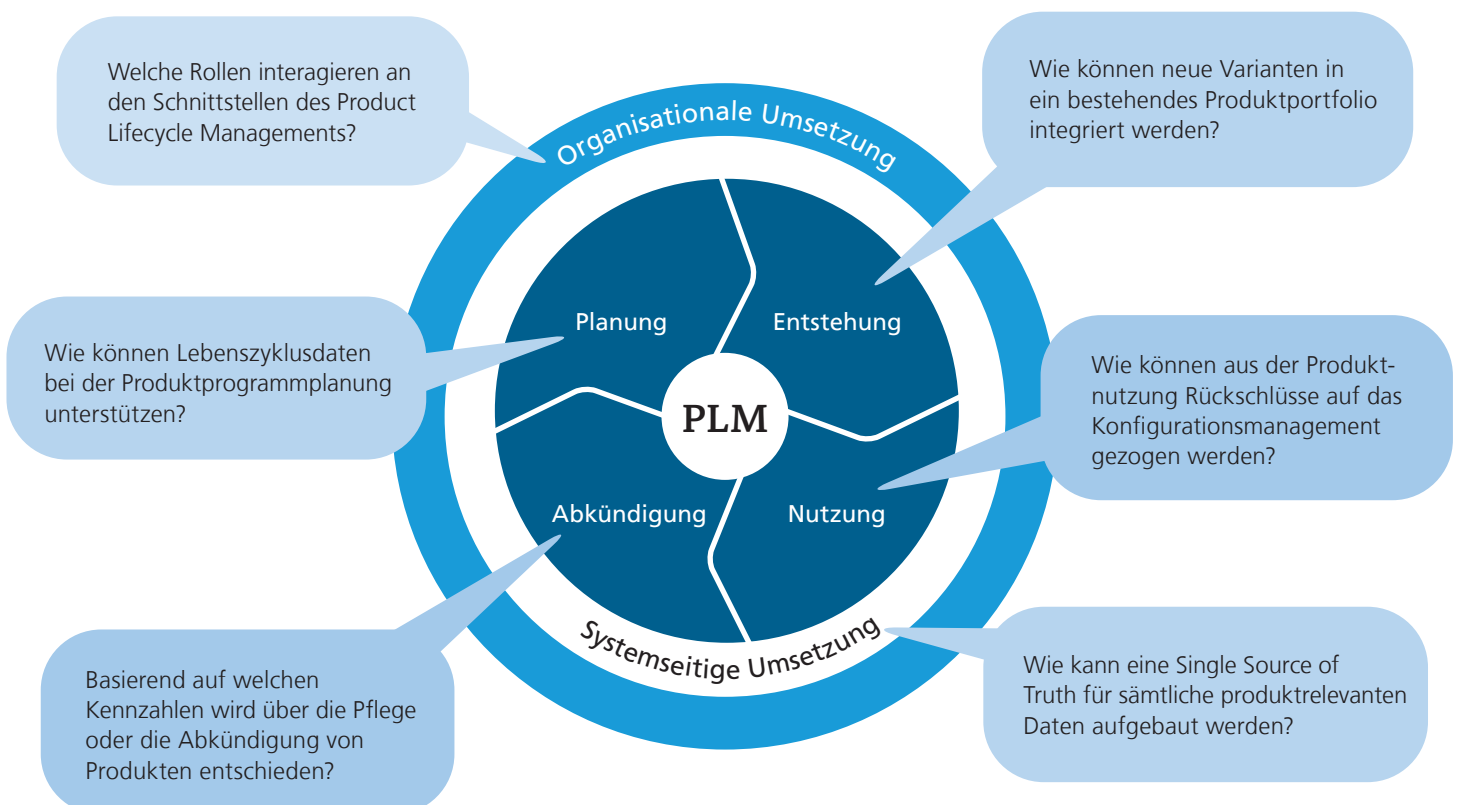 Welche Rollen interagieren an
den Schnittstellen des Product
Lifecycle Managements?
Wie können neue Varianten in
ein bestehendes Produktportfolio
integriert werden?
Organisationale Umsetzung
Planung
Entstehung
Wie können Lebenszyklusdaten
bei der Produktprogrammplanung
unterstützen?
Wie können aus der Produkt-
nutzung Rückschlüsse auf das
Konfigurationsmanagement
gezogen werden?
PLM
Abkündigung
Nutzung
Systemseitige Umsetzung
Basierend auf welchen
Kennzahlen wird über die Pflege
oder die Abkündigung von
Produkten entschieden?
Wie kann eine Single Source of
Truth für sämtliche produktrelevanten
Daten aufgebaut werden?